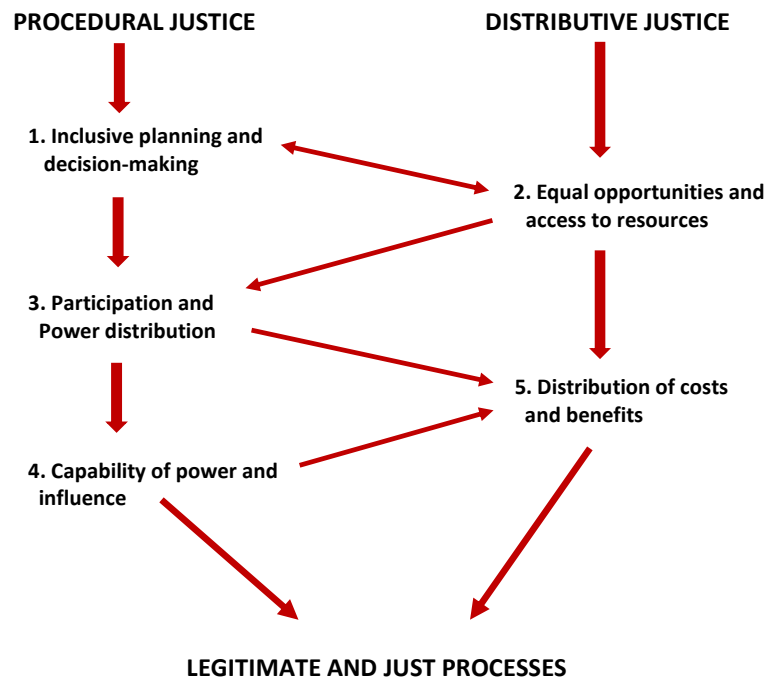 PROCEDURAL JUSTICE
DISTRIBUTIVE JUSTICE
1. Inclusive planning and
decision-making
2. Equal opportunities and
access to resources
3. Participation and
Power distribution
5. Distribution of costs
and benefits
4. Capability of power and
influence
LEGITIMATE AND JUST PROCESSES